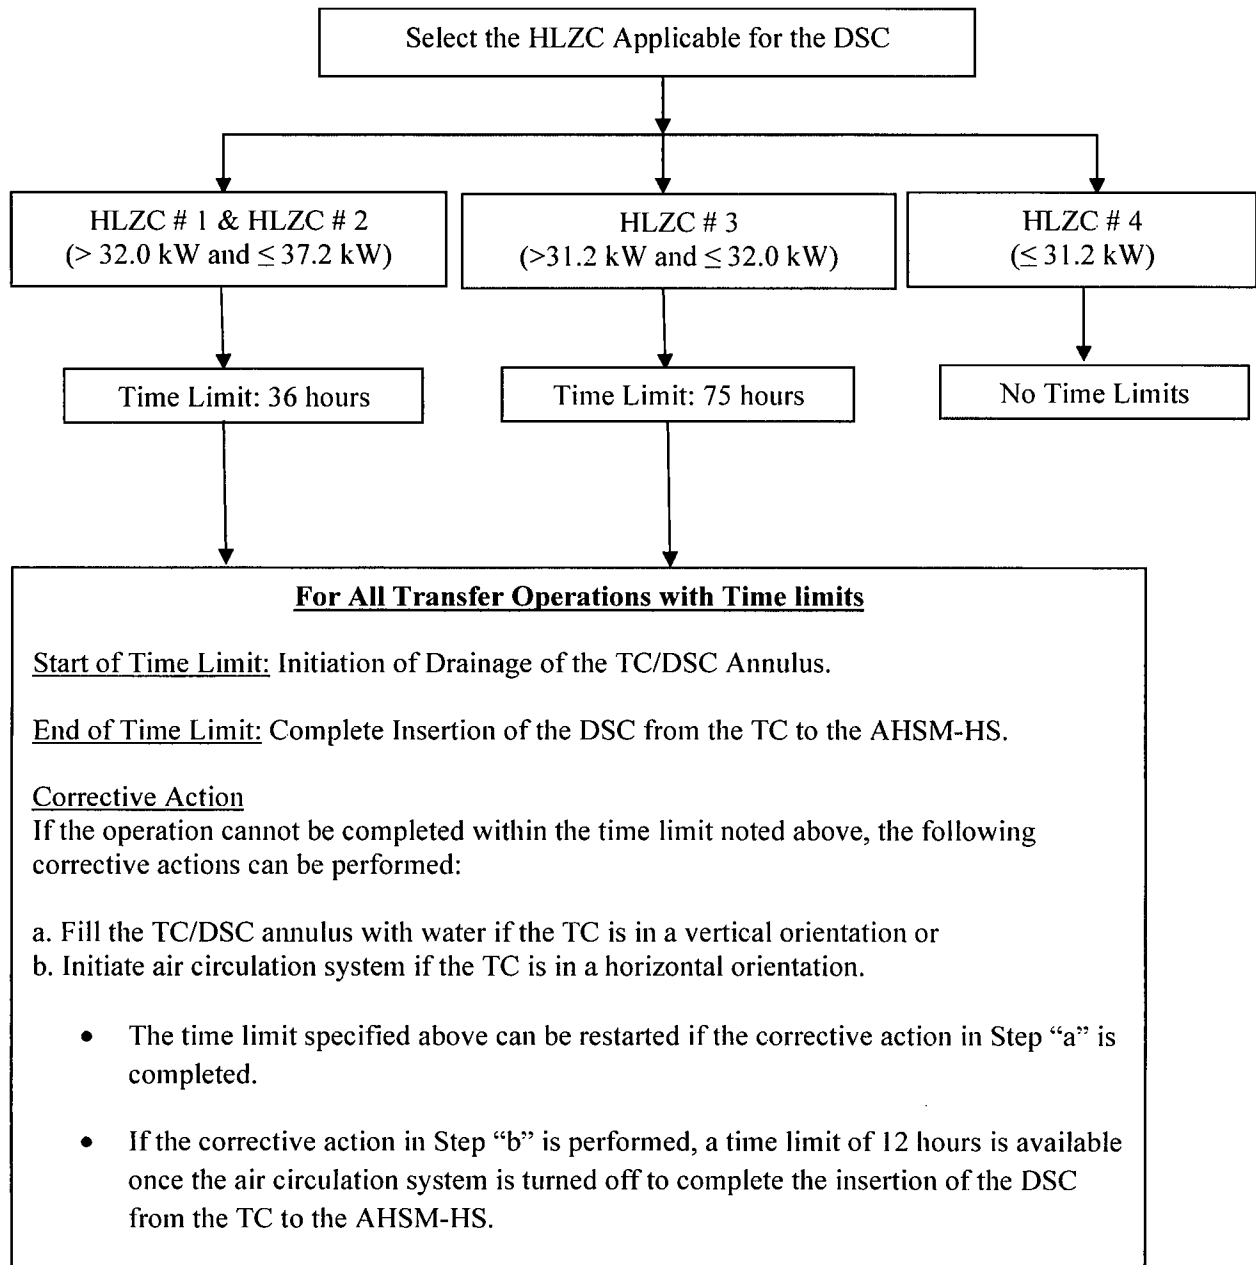 Select the HLZC Applicable for the DSC
HLZC # 1 & HLZC # 2
(> 32.0 kW and ≤ 37.2 kW)
HLZC # 3
(>31.2 kW and ≤ 32.0 kW)
HLZC # 4
(≤ 31.2 kW)
Time Limit: 36 hours
Time Limit: 75 hours
No Time Limits
For All Transfer Operations with Time limits
Start of Time Limit: Initiation of Drainage of the TC/DSC Annulus.
End of Time Limit: Complete Insertion of the DSC from the TC to the AHSM-HS.
Corrective Action
If the operation cannot be completed within the time limit noted above, the following
corrective actions can be performed:
a. Fill the TC/DSC annulus with water if the TC is in a vertical orientation or
b. Initiate air circulation system if the TC is in a horizontal orientation.
• The time limit specified above can be restarted if the corrective action in Step “a” is
completed.
• If the corrective action in Step “b” is performed, a time limit of 12 hours is available
once the air circulation system is turned off to complete the insertion of the DSC
from the TC to the AHSM-HS.